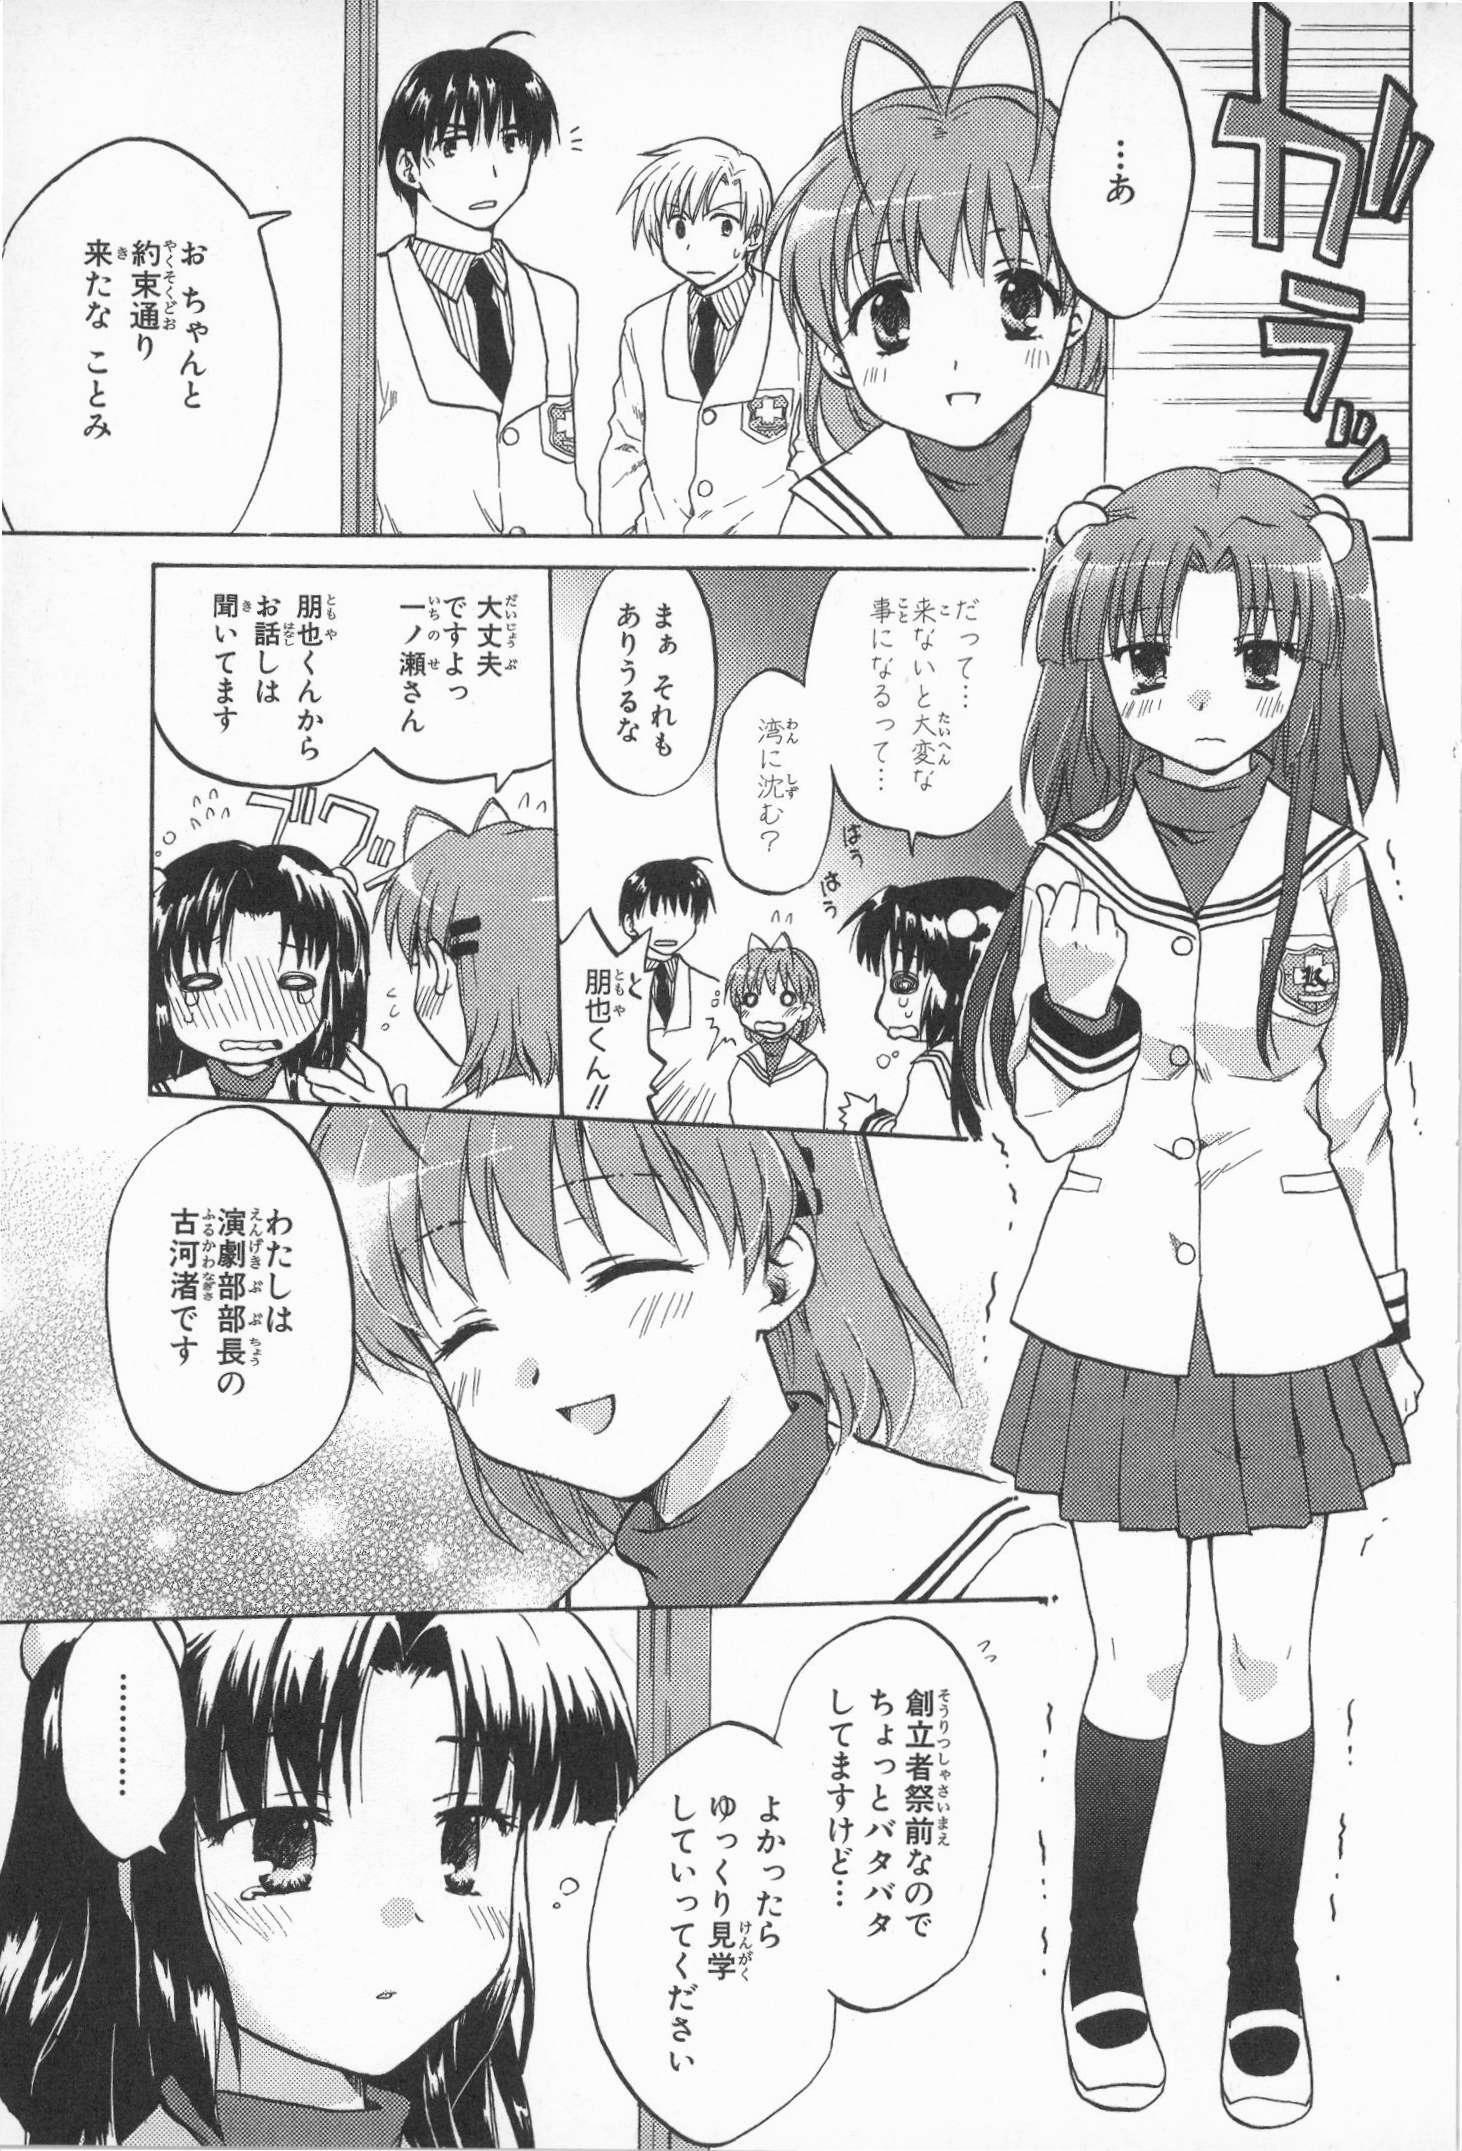 ガラッ
…あ
お ちゃんと
約束通り
来たな ことみ
だって…
来ないと大変な
事になるって…
湾に沈む?
はう
はう
まぁ それも
ありうるな
と
朋也くん!!
大丈夫
ですよっ
一ノ瀬さん
朋也くんから
お話しは
聞いてます
わたしは
演劇部部長の
古河渚です
創立者祭前なので
ちょっとバタバタ
してますけど…
よかったら
ゆっくり見学
していってください
…………